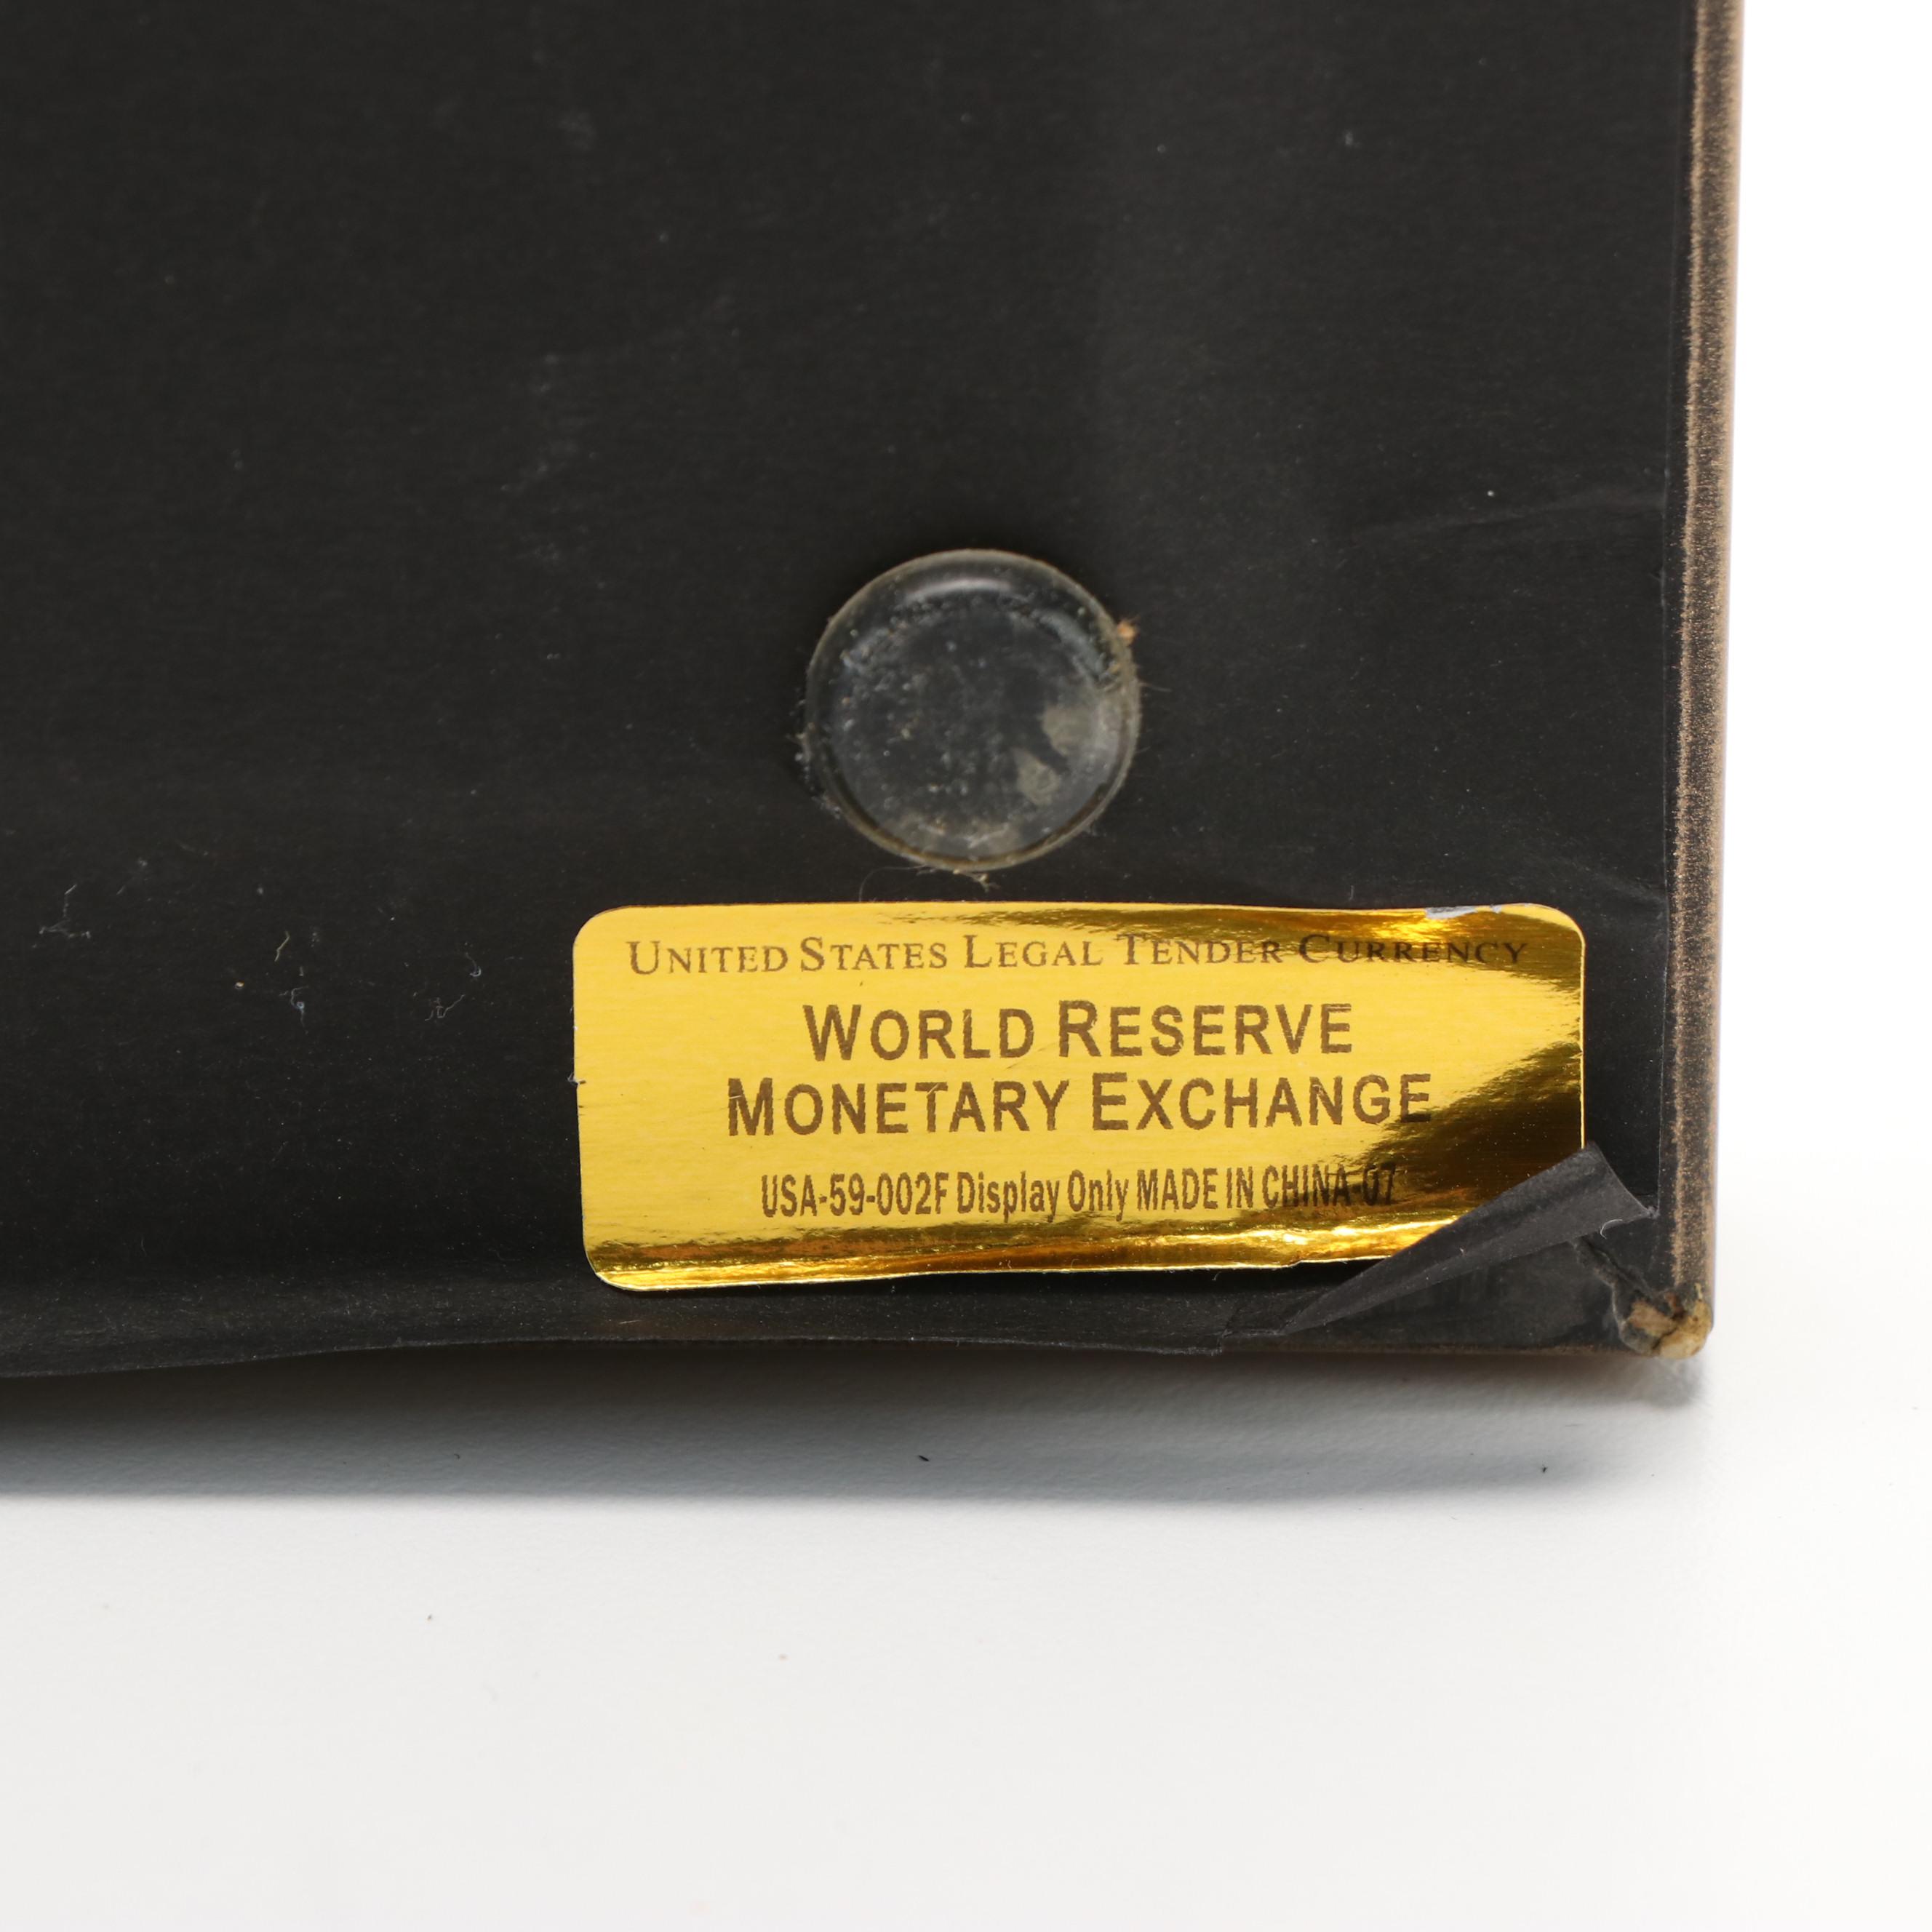 UNITED STATES LEGAL TENDER CURRENCY
WORLD RESERVE
MONETARY EXCHANGE
USA-59-002F Display Only MADE IN CHINA-07